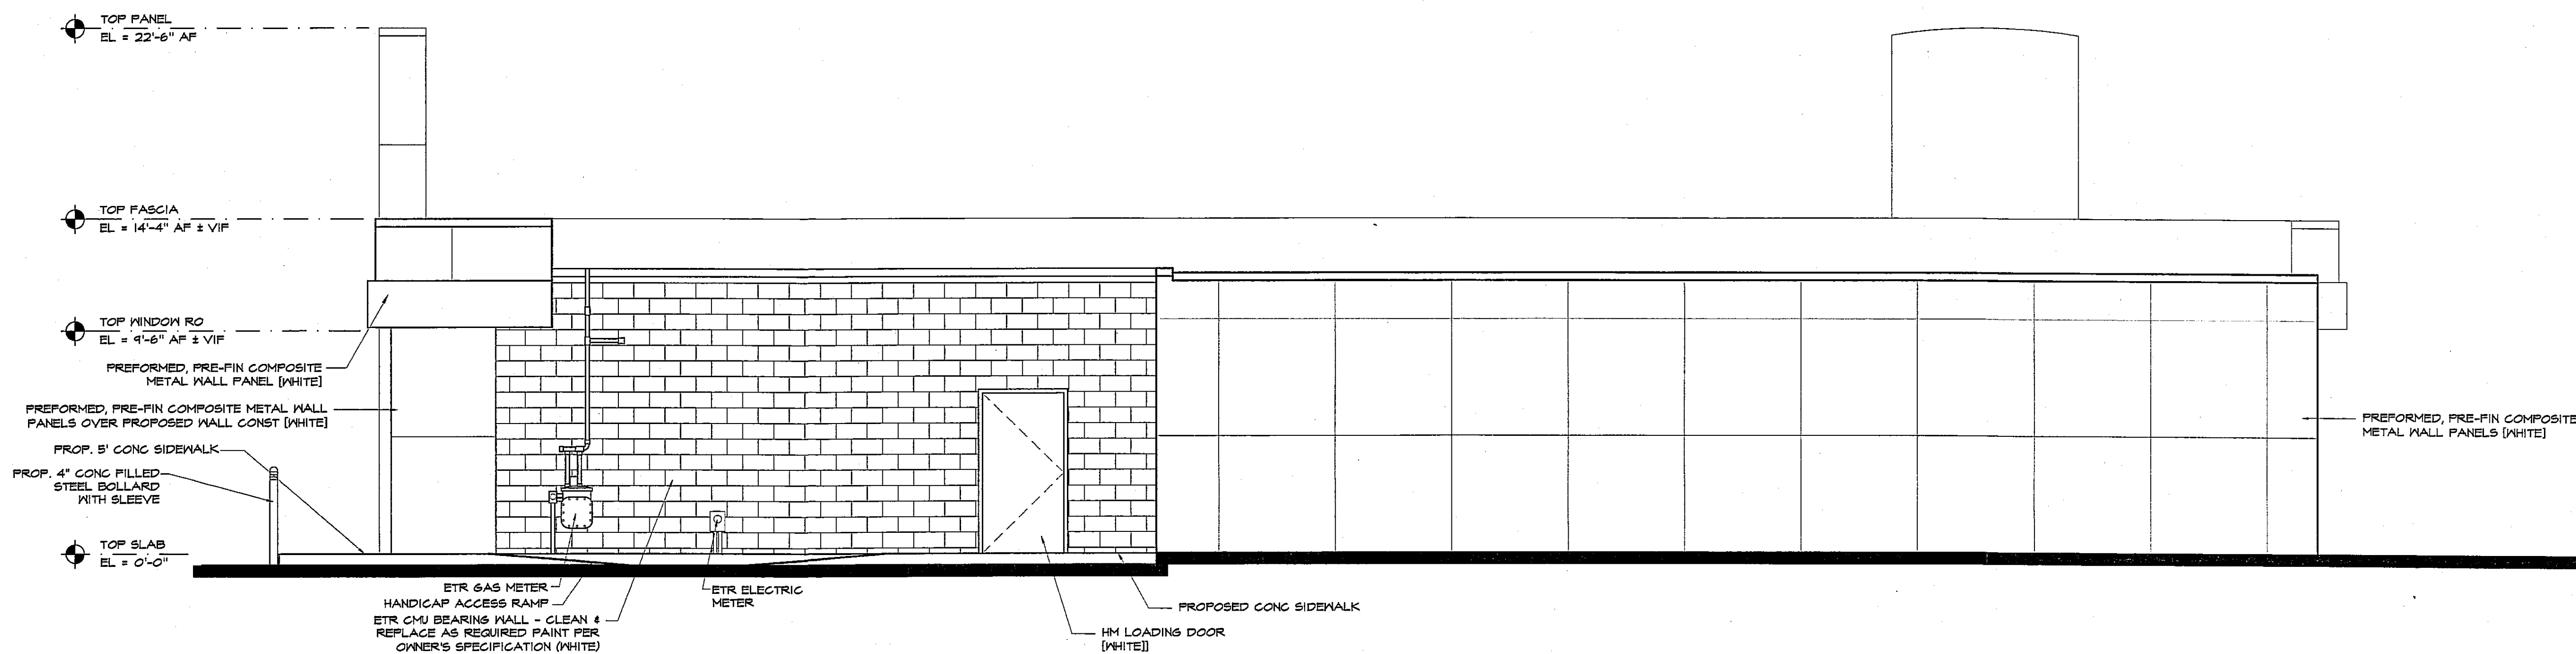 TOP PANEL
EL = 22'-6" AF
TOP FASCIA
EL = 14'-4" AF ± VIF
TOP WINDOW RO
EL = 9'-6" AF ± VIF
PREFORMED, PRE-FIN COMPOSITE
METAL WALL PANEL [WHITE]
PREFORMED, PRE-FIN COMPOSITE METAL WALL
PANELS OVER PROPOSED WALL CONST [WHITE]
PROP. 5' CONC SIDEWALK
PROP. 4" CONC FILLED
STEEL BOLLARD
WITH SLEEVE
TOP SLAB
EL = 0'-0"
ETR GAS METER
HANDICAP ACCESS RAMP
ETR CMU BEARING WALL - CLEAN &
REPLACE AS REQUIRED PAINT PER
OWNER'S SPECIFICATION (WHITE)
ETR ELECTRIC
METER
HM LOADING DOOR
[WHITE]]
PROPOSED CONC SIDEWALK
PREFORMED, PRE-FIN COMPOSITE
METAL WALL PANELS [WHITE]